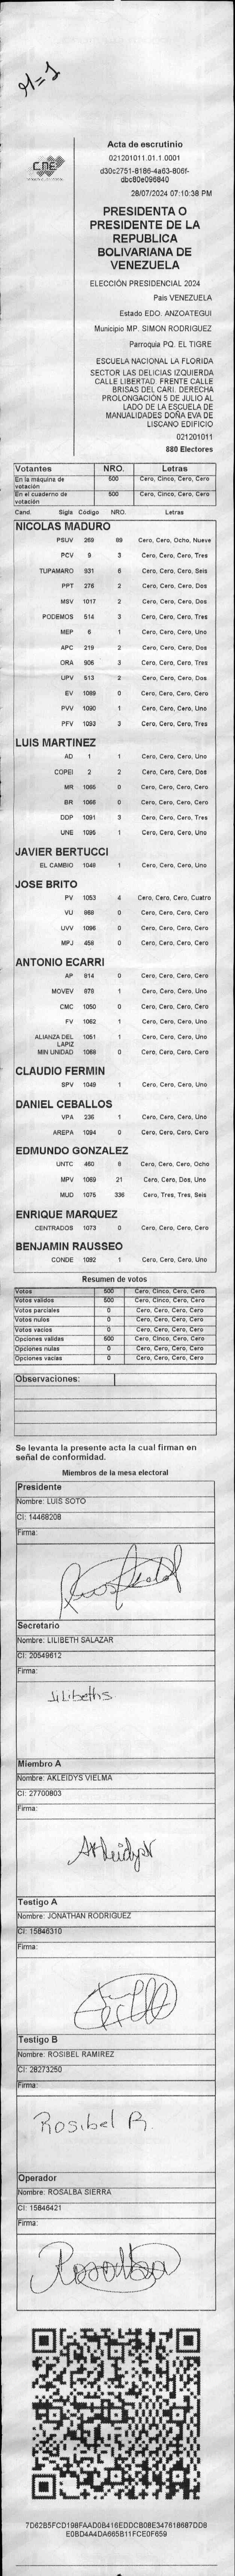 M=1
CNE
Acta de escrutinio
021201011.01.1.0001
d30c2751-8186-4a63-806f-
dbc80e096840
28/07/2024 07:10:38 PM
PRESIDENTA O
PRESIDENTE DE LA
REPUBLICA
BOLIVARIANA DE
VENEZUELA
ELECCIÓN PRESIDENCIAL 2024
País VENEZUELA
Estado EDO. ANZOATEGUI
Municipio MP. SIMON RODRIGUEZ
Parroquia PQ. EL TIGRE
ESCUELA NACIONAL LA FLORIDA
SECTOR LAS DELICIAS IZQUIERDA
CALLE LIBERTAD. FRENTE CALLE
BRISAS DEL CARI. DERECHA
PROLONGACIÓN 5 DE JULIO AL
LADO DE LA ESCUELA DE
MANUALIDADES DOÑA EVA DE
LISCANO EDIFICIO
021201011
880 Electores
Votantes NRO. Letras
En la máquina de votación 500 Cero, Cinco, Cero, Cero
En el cuaderno de votación 500 Cero, Cinco, Cero, Cero
Cand. Sigla Código NRO. Letras
NICOLAS MADURO
PSUV 269 89 Cero, Cero, Ocho, Nueve
PCV 9 3 Cero, Cero, Cero, Tres
TUPAMARO 931 6 Cero, Cero, Cero, Seis
PPT 276 2 Cero, Cero, Cero, Dos
MSV 1017 2 Cero, Cero, Cero, Dos
PODEMOS 514 3 Cero, Cero, Cero, Tres
MEP 5 1 Cero, Cero, Cero, Uno
APC 219 2 Cero, Cero, Cero, Dos
ORA 906 3 Cero, Cero, Cero, Tres
UPV 513 2 Cero, Cero, Cero, Dos
EV 1089 0 Cero, Cero, Cero, Cero
PVV 1090 1 Cero, Cero, Cero, Uno
PFV 1093 3 Cero, Cero, Cero, Tres
LUIS MARTINEZ
AD 1 1 Cero, Cero, Cero, Uno
COPEI 2 2 Cero, Cero, Cero, Dos
MR 1065 0 Cero, Cero, Cero, Cero
BR 1066 0 Cero, Cero, Cero, Cero
DDP 1091 3 Cero, Cero, Cero, Tres
UNE 1095 1 Cero, Cero, Cero, Uno
JAVIER BERTUCCI
EL CAMBIO 1048 1 Cero, Cero, Cero, Uno
JOSE BRITO
PV 1053 4 Cero, Cero, Cero, Cuatro
VU 868 0 Cero, Cero, Cero, Cero
UVV 1096 0 Cero, Cero, Cero, Cero
MPJ 458 0 Cero, Cero, Cero, Cero
ANTONIO ECARRI
AP 814 0 Cero, Cero, Cero, Cero
MOVEV 879 1 Cero, Cero, Cero, Uno
CMC 1050 0 Cero, Cero, Cero, Cero
FV 1062 1 Cero, Cero, Cero, Uno
ALIANZA DEL LAPIZ 1051 1 Cero, Cero, Cero, Uno
MIN UNIDAD 1068 0 Cero, Cero, Cero, Cero
CLAUDIO FERMIN
SPV 1049 1 Cero, Cero, Cero, Uno
DANIEL CEBALLOS
VPA 236 1 Cero, Cero, Cero, Uno
AREPA 1094 0 Cero, Cero, Cero, Cero
EDMUNDO GONZALEZ
UNTC 460 8 Cero, Cero, Cero, Ocho
MPV 1069 21 Cero, Cero, Dos, Uno
MUD 1075 336 Cero, Tres, Tres, Seis
ENRIQUE MARQUEZ
CENTRADOS 1073 0 Cero, Cero, Cero, Cero
BENJAMIN RAUSSEO
CONDE 1092 1 Cero, Cero, Cero, Uno
Resumen de votos
Votos 500 Cero, Cinco, Cero, Cero
Votos validos 500 Cero, Cinco, Cero, Cero
Votos parciales 0 Cero, Cero, Cero, Cero
Votos nulos 0 Cero, Cero, Cero, Cero
Votos vacios 0 Cero, Cero, Cero, Cero
Opciones validas 500 Cero, Cinco, Cero, Cero
Opciones nulas 0 Cero, Cero, Cero, Cero
Opciones vacias 0 Cero, Cero, Cero, Cero
Observaciones:
Se levanta la presente acta la cual firman en
señal de conformidad.
Miembros de la mesa electoral
Presidente
Nombre: LUIS SOTO
CI: 14468208
Firma:
Secretario
Nombre: LILIBETH SALAZAR
CI: 20549612
Firma:
Lilibeths
Miembro A
Nombre: AKLEIDYS VIELMA
CI: 27700803
Firma:
Akleidys
Testigo A
Nombre: JONATHAN RODRIGUEZ
CI: 15846310
Firma:
Testigo B
Nombre: ROSIBEL RAMIREZ
CI: 28273250
Firma:
Rosibel R.
Operador
Nombre: ROSALBA SIERRA
CI: 15846421
Firma:
Rosalba
7D62B5FCD198FAAD0B416EDDCB08E347618687DD8
E0BD4A4DA665B11FCE0F659